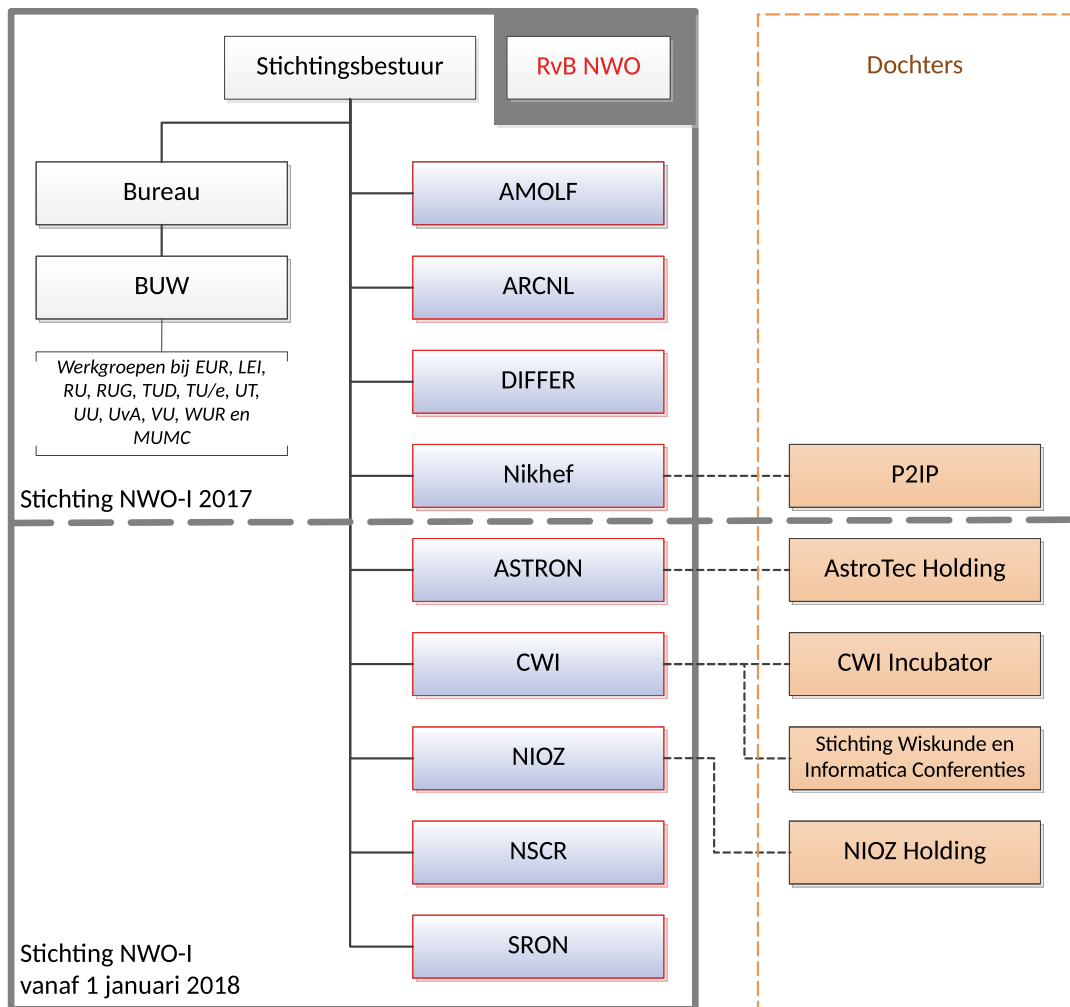 Stichtingsbestuur
RvB NWO
Dochters
Bureau
AMOLF
BUW
ARCNL
Werkgroepen bij EUR, LEI,
RU, RUG, TUD, TU/e, UT,
UU, UvA, VU, WUR en
MUMC
DIFFER
Nikhef
P2IP
Stichting NWO-I 2017
ASTRON
AstroTec Holding
CWI
CWI Incubator
NIOZ
Stichting Wiskunde en
Informatica Conferenties
NSCR
NIOZ Holding
SRON
Stichting NWO-I
vanaf 1 januari 2018